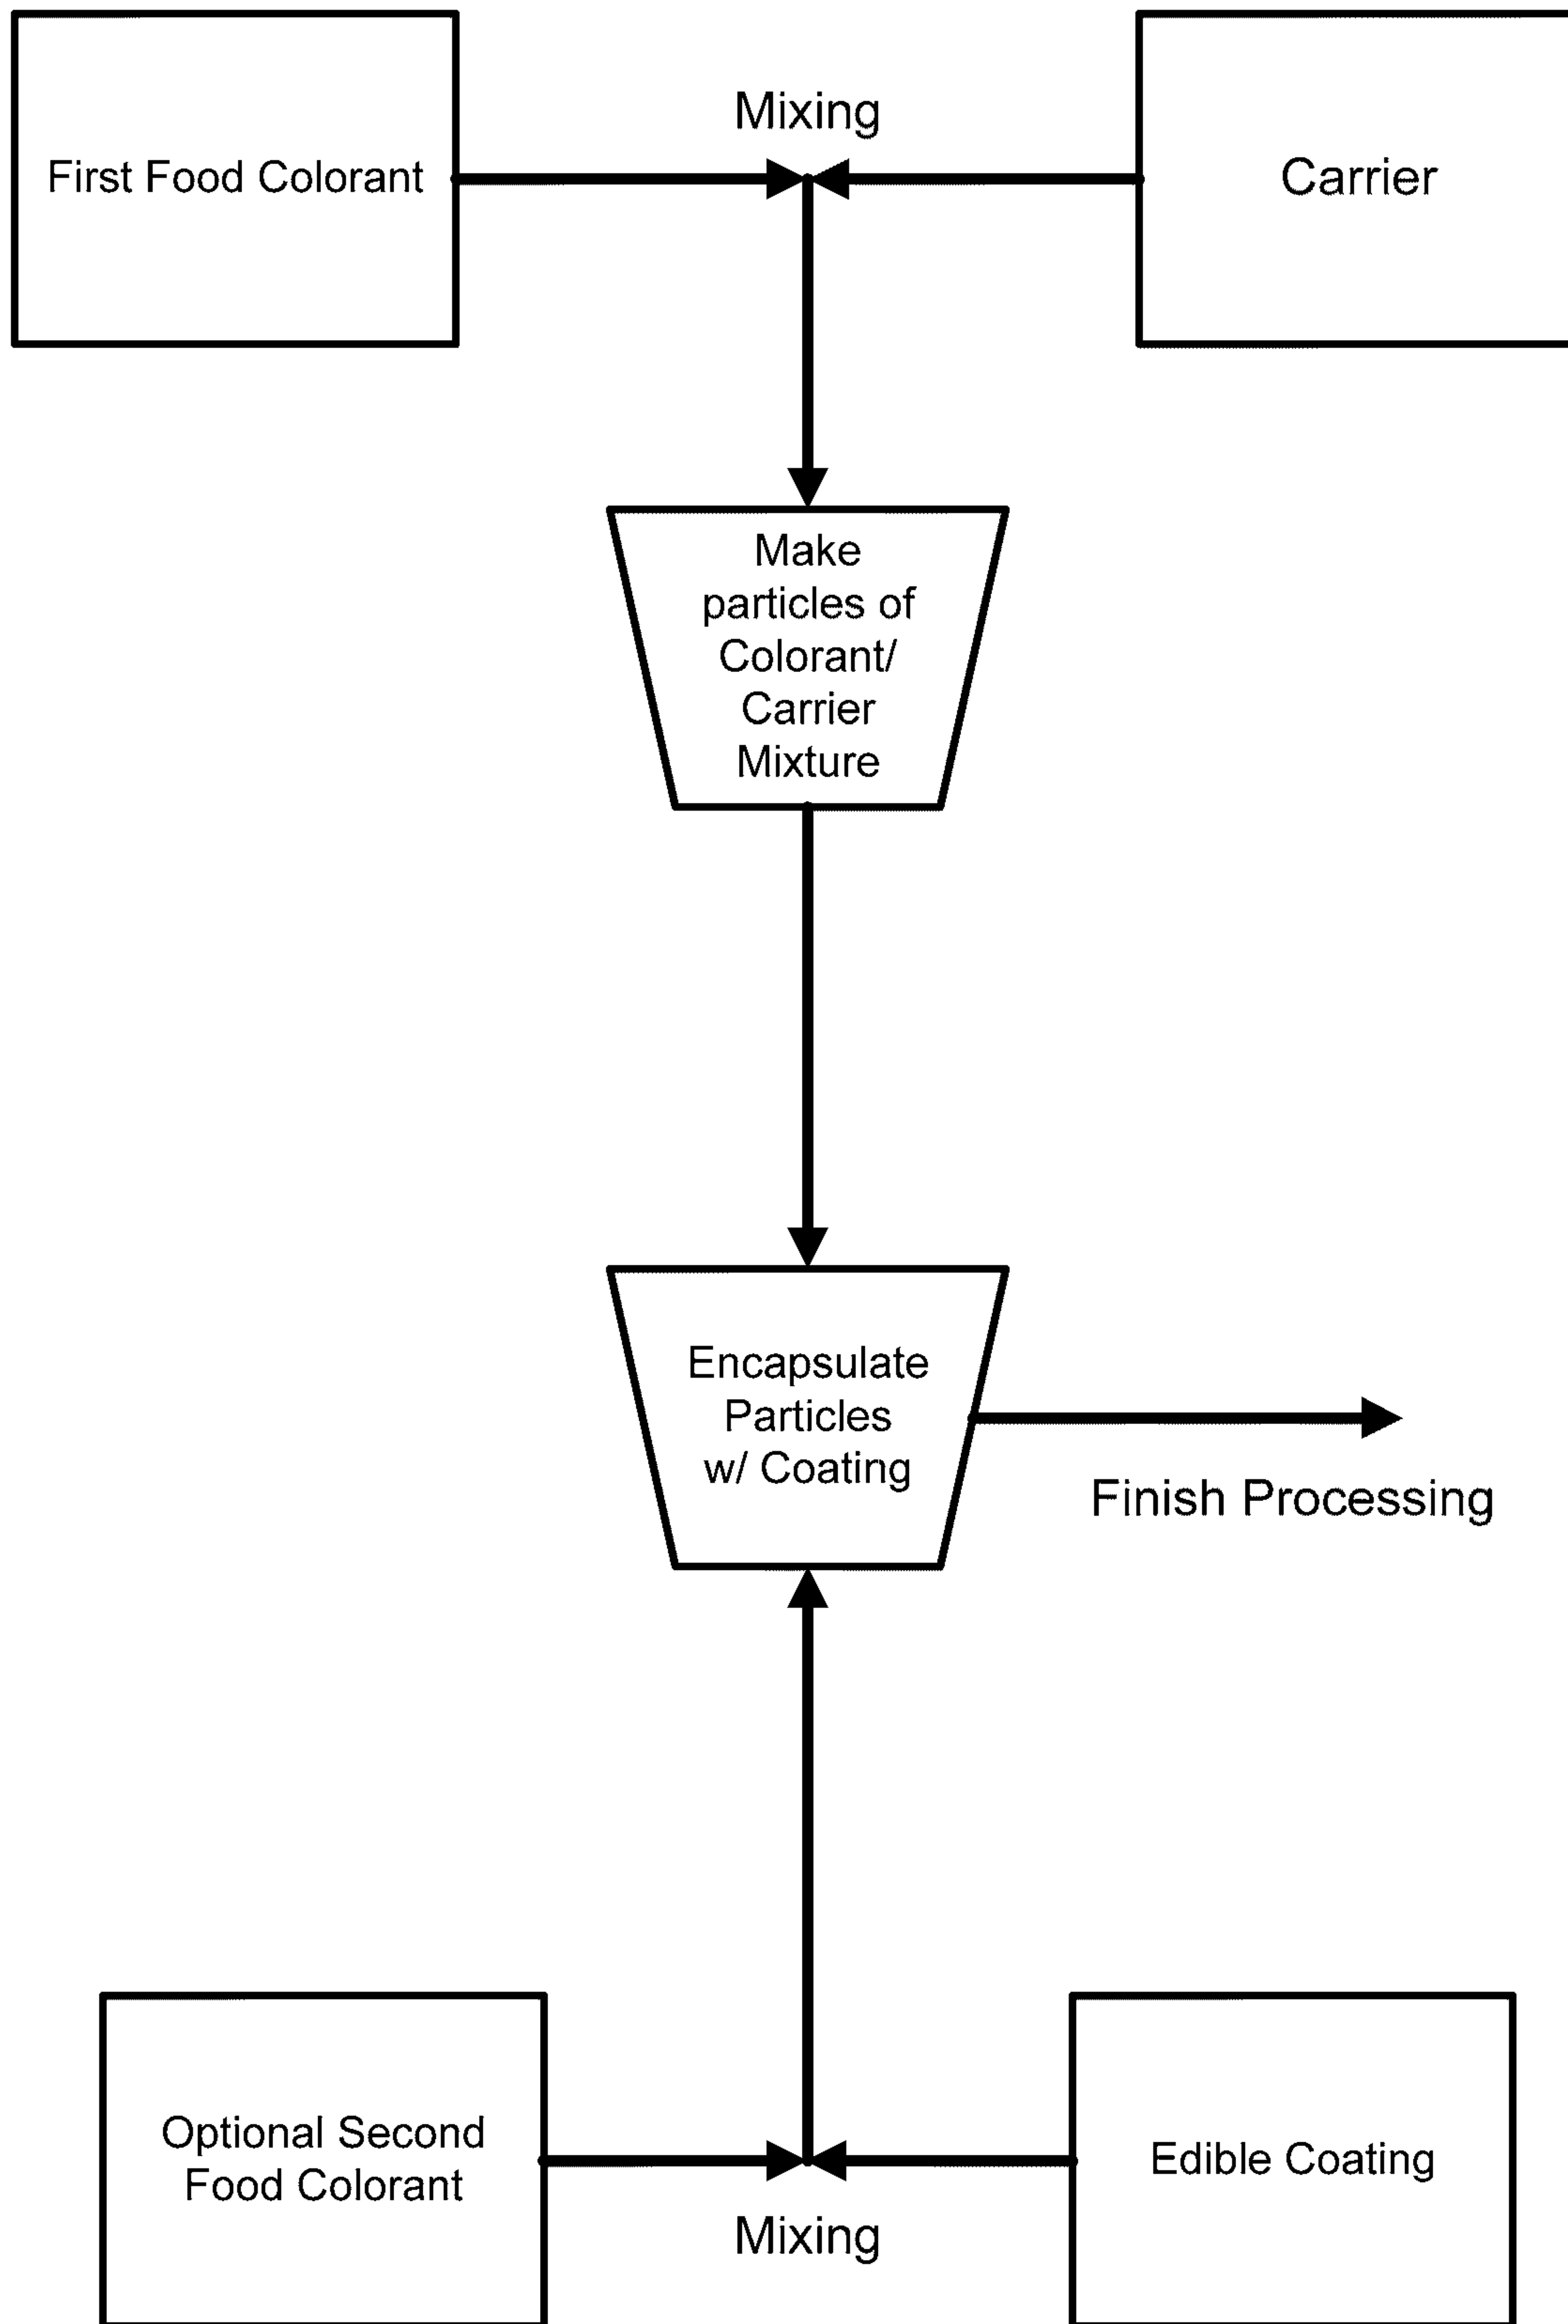 Mixing
First Food Colorant
Carrier
Make
particles of
Colorant/
Carrier
Mixture
Encapsulate
Particles
w/ Coating
Finish Processing
Optional Second
Food Colorant
Edible Coating
Mixing